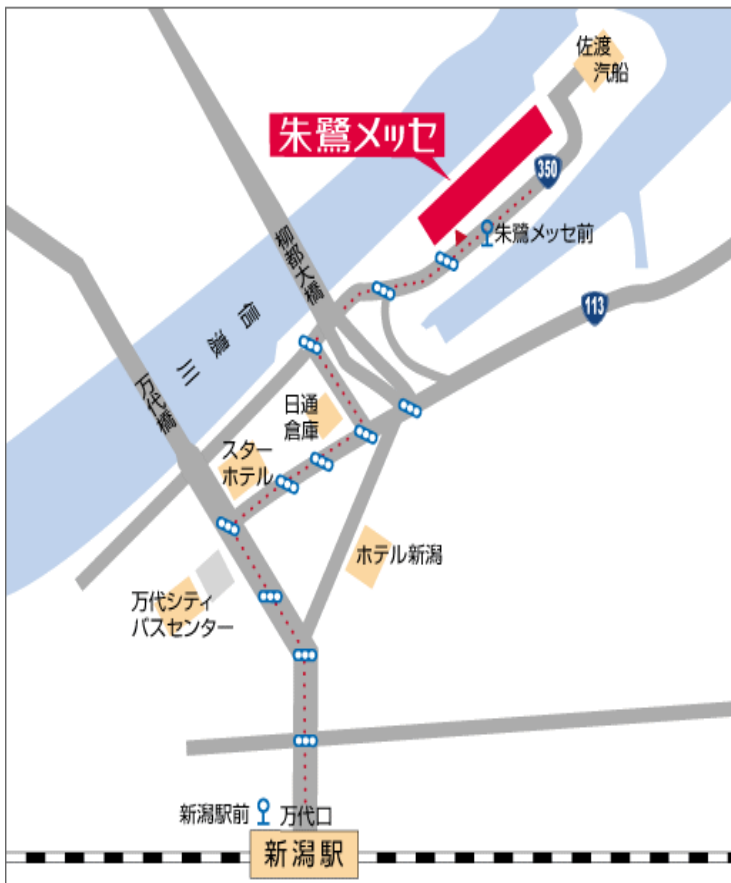 佐渡
汽船
朱鷺メッセ
350
朱鷺メッセ前
柳都大橋
113
信濃川
万代橋
日通
倉庫
スター
ホテル
ホテル新潟
万代シティ
バスセンター
新潟駅前
万代口
新潟駅